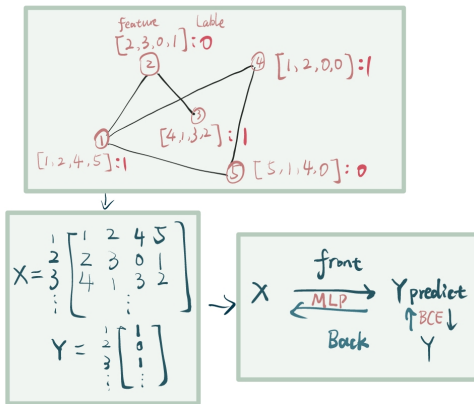 feature Lable
[2,3,0,1]:0
②
④ [1,2,0,0]:1
③
① [4,1,3,2]:1
[1,2,4,5]:1
⑤ [5,1,4,0]:0
1 1 2 4 5
X= 2 2 3 0 1
3 4 1 3 2
⋮ ⋮
1 1
Y= 2 0
3 1
⋮ ⋮
front
X MLP Ypredict
BCE
Back Y